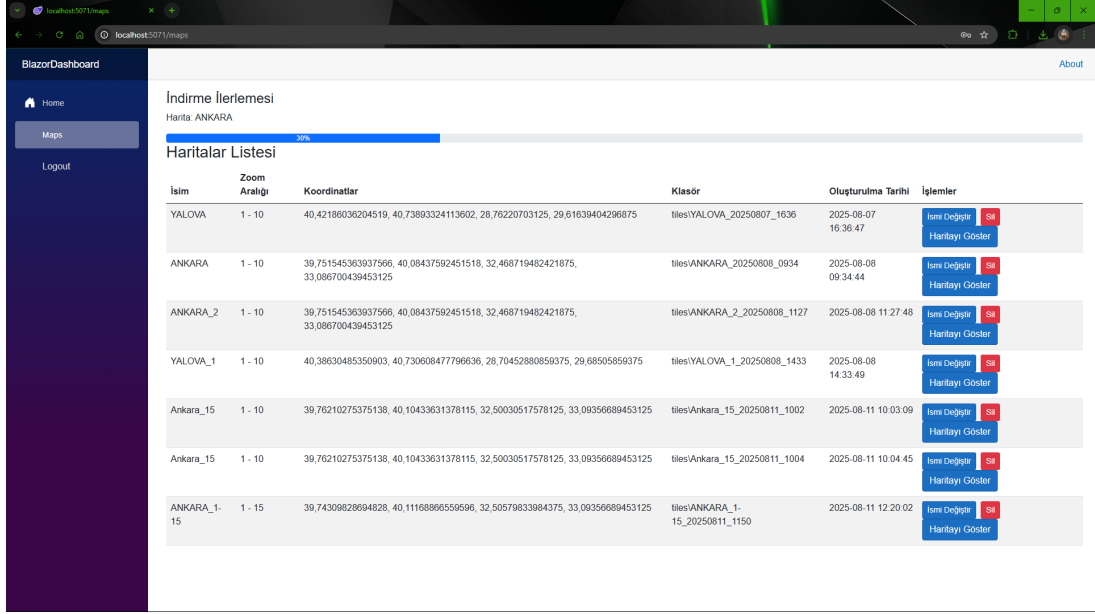 localhost:5071/maps
localhost:5071/maps
BlazorDashboard
About
Home
Maps
Logout
İndirme İlerlemesi
Harita: ANKARA
30%
Haritalar Listesi
İsim Zoom Aralığı Koordinatlar Klasör Oluşturulma Tarihi İşlemler
YALOVA 1 - 10 40,42186036204519, 40,73893324113602, 28,76220703125, 29,61639404296875 tiles\YALOVA_20250807_1636 2025-08-07 İsmi Değiştir Sil
16:36:47 Haritayı Göster
ANKARA 1 - 10 39,751545363937566, 40,08437592451518, 32,468719482421875, tiles\ANKARA_20250808_0934 2025-08-08 İsmi Değiştir Sil
33,086700439453125 09:34:44 Haritayı Göster
ANKARA_2 1 - 10 39,751545363937566, 40,08437592451518, 32,468719482421875, tiles\ANKARA_2_20250808_1127 2025-08-08 11:27:48 İsmi Değiştir Sil
33,086700439453125 Haritayı Göster
YALOVA_1 1 - 10 40,38630485350903, 40,730608477796636, 28,70452880859375, 29,68505859375 tiles\YALOVA_1_20250808_1433 2025-08-08 İsmi Değiştir Sil
14:33:49 Haritayı Göster
Ankara_15 1 - 10 39,76210275375138, 40,10433631378115, 32,50030517578125, 33,09356689453125 tiles\Ankara_15_20250811_1002 2025-08-11 10:03:09 İsmi Değiştir Sil
Haritayı Göster
Ankara_15 1 - 10 39,76210275375138, 40,10433631378115, 32,50030517578125, 33,09356689453125 tiles\Ankara_15_20250811_1004 2025-08-11 10:04:45 İsmi Değiştir Sil
Haritayı Göster
ANKARA_1- 1 - 15 39,74309828694828, 40,11168866559596, 32,50579833984375, 33,09356689453125 tiles\ANKARA_1- 2025-08-11 12:20:02 İsmi Değiştir Sil
15 15_20250811_1150 Haritayı Göster